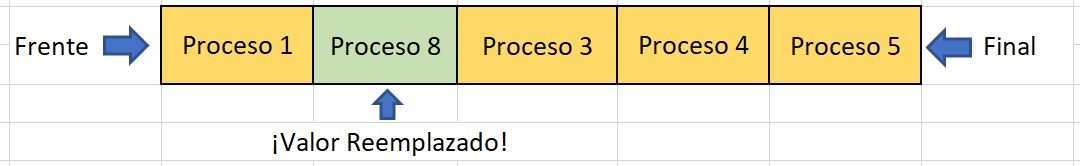 Frente Proceso 1 Proceso 8 Proceso 3 Proceso 4 Proceso 5 Final
¡Valor Reemplazado!